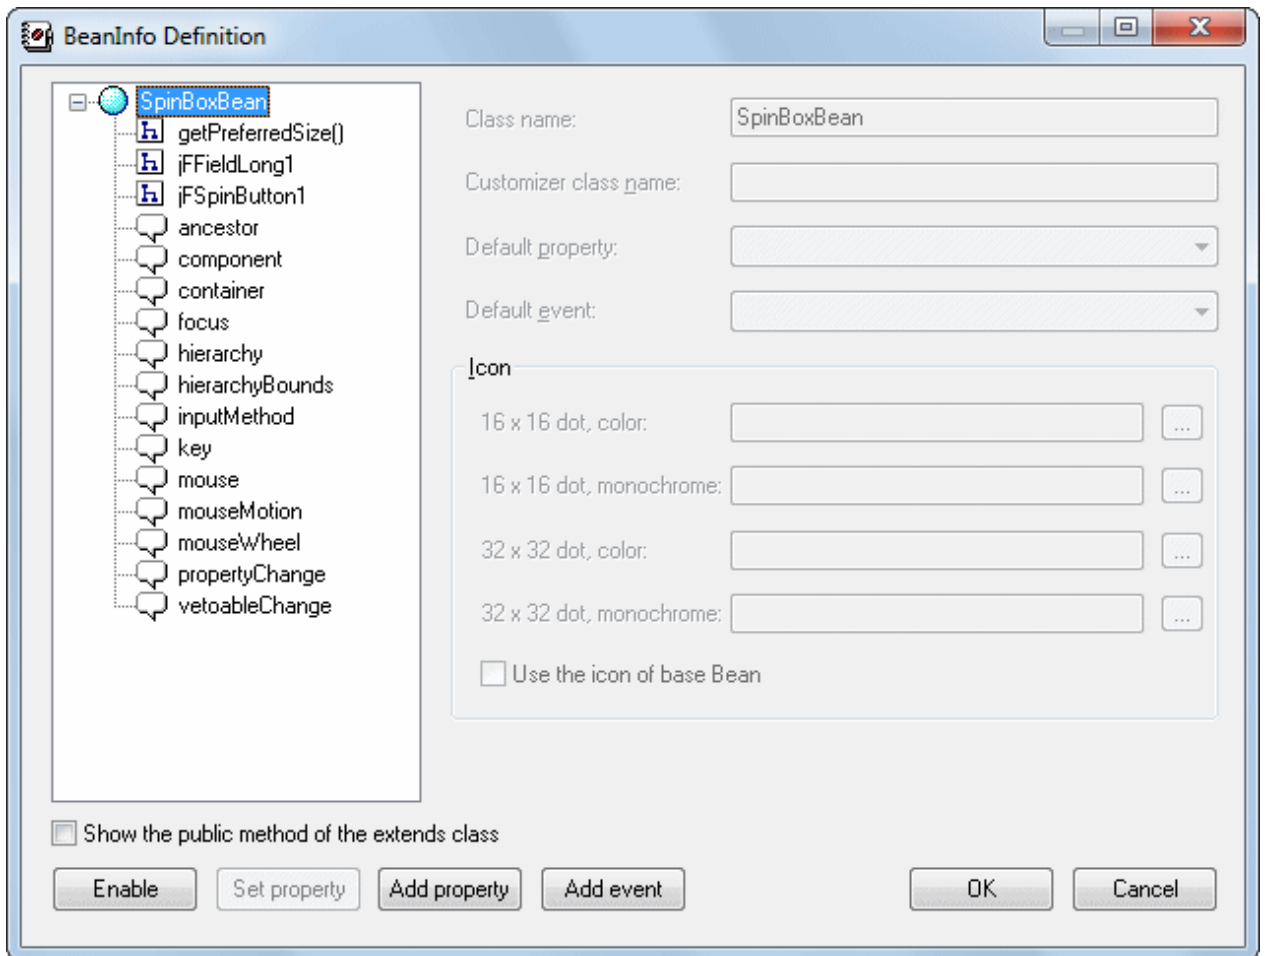 BeanInfo Definition
SpinBoxBean
getPreferredSize()
jFFieldLong1
jFSpinButton1
ancestor
component
container
focus
hierarchy
hierarchyBounds
inputMethod
key
mouse
mouseMotion
mouseWheel
propertyChange
vetoableChange
Class name: SpinBoxBean
Customizer class name:
Default property:
Default event:
Icon
16 x 16 dot, color: ...
16 x 16 dot, monochrome: ...
32 x 32 dot, color: ...
32 x 32 dot, monochrome: ...
Use the icon of base Bean
Show the public method of the extends class
Enable Set property Add property Add event OK Cancel